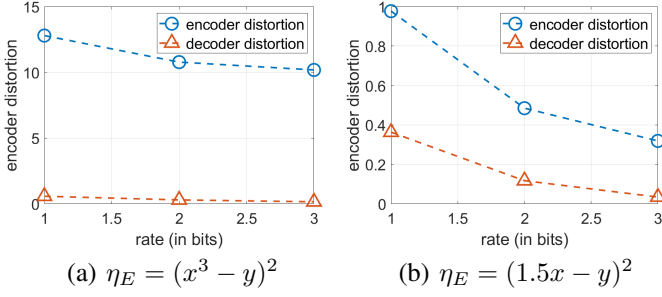 15
10
5
0
encoder distortion
encoder distortion
decoder distortion
1 1.5 2 2.5 3
rate (in bits)
(a) $\eta_E = (x^3 - y)^2$
1
0.8
0.6
0.4
0.2
0
encoder distortion
encoder distortion
decoder distortion
1 1.5 2 2.5 3
rate (in bits)
(b) $\eta_E = (1.5x - y)^2$